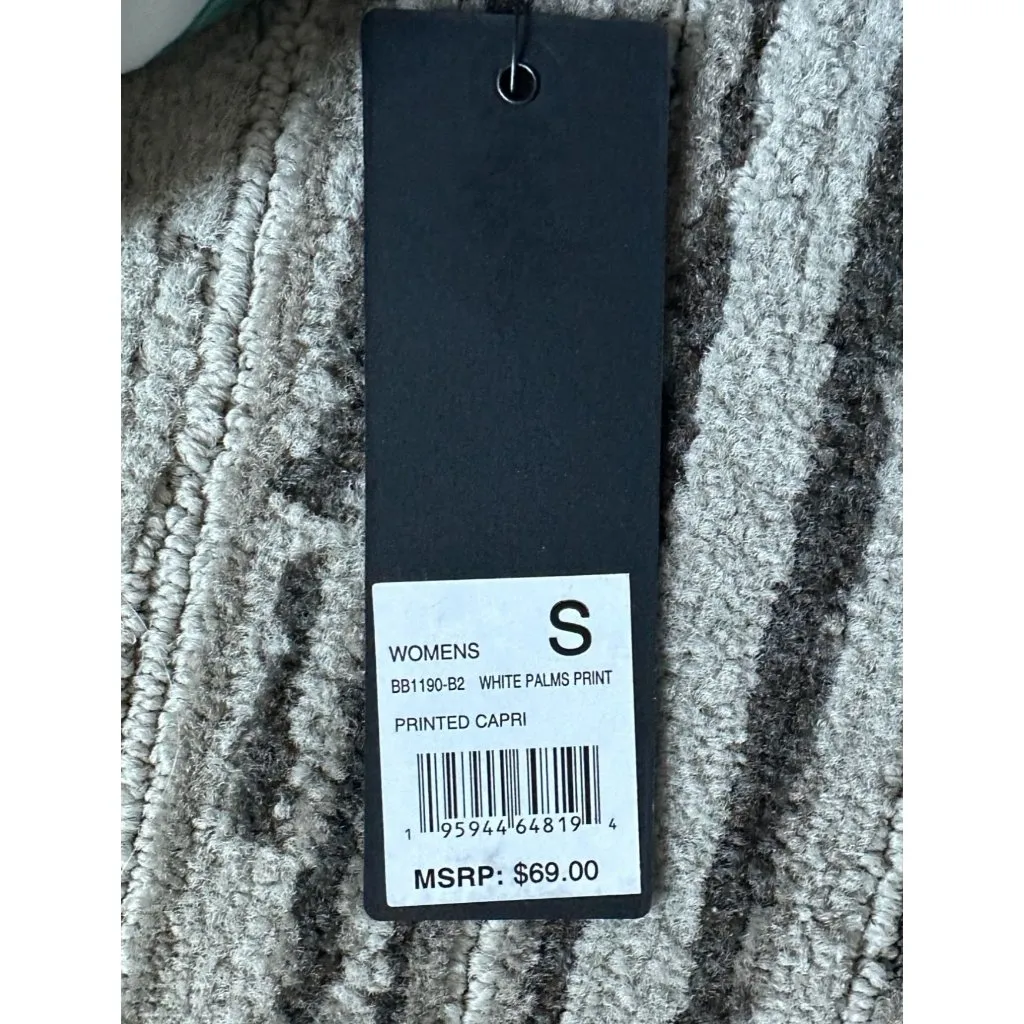 S
WOMENS
BB1190-B2 WHITE PALMS PRINT
PRINTED CAPRI
1 95944 64819 4
MSRP: $69.00